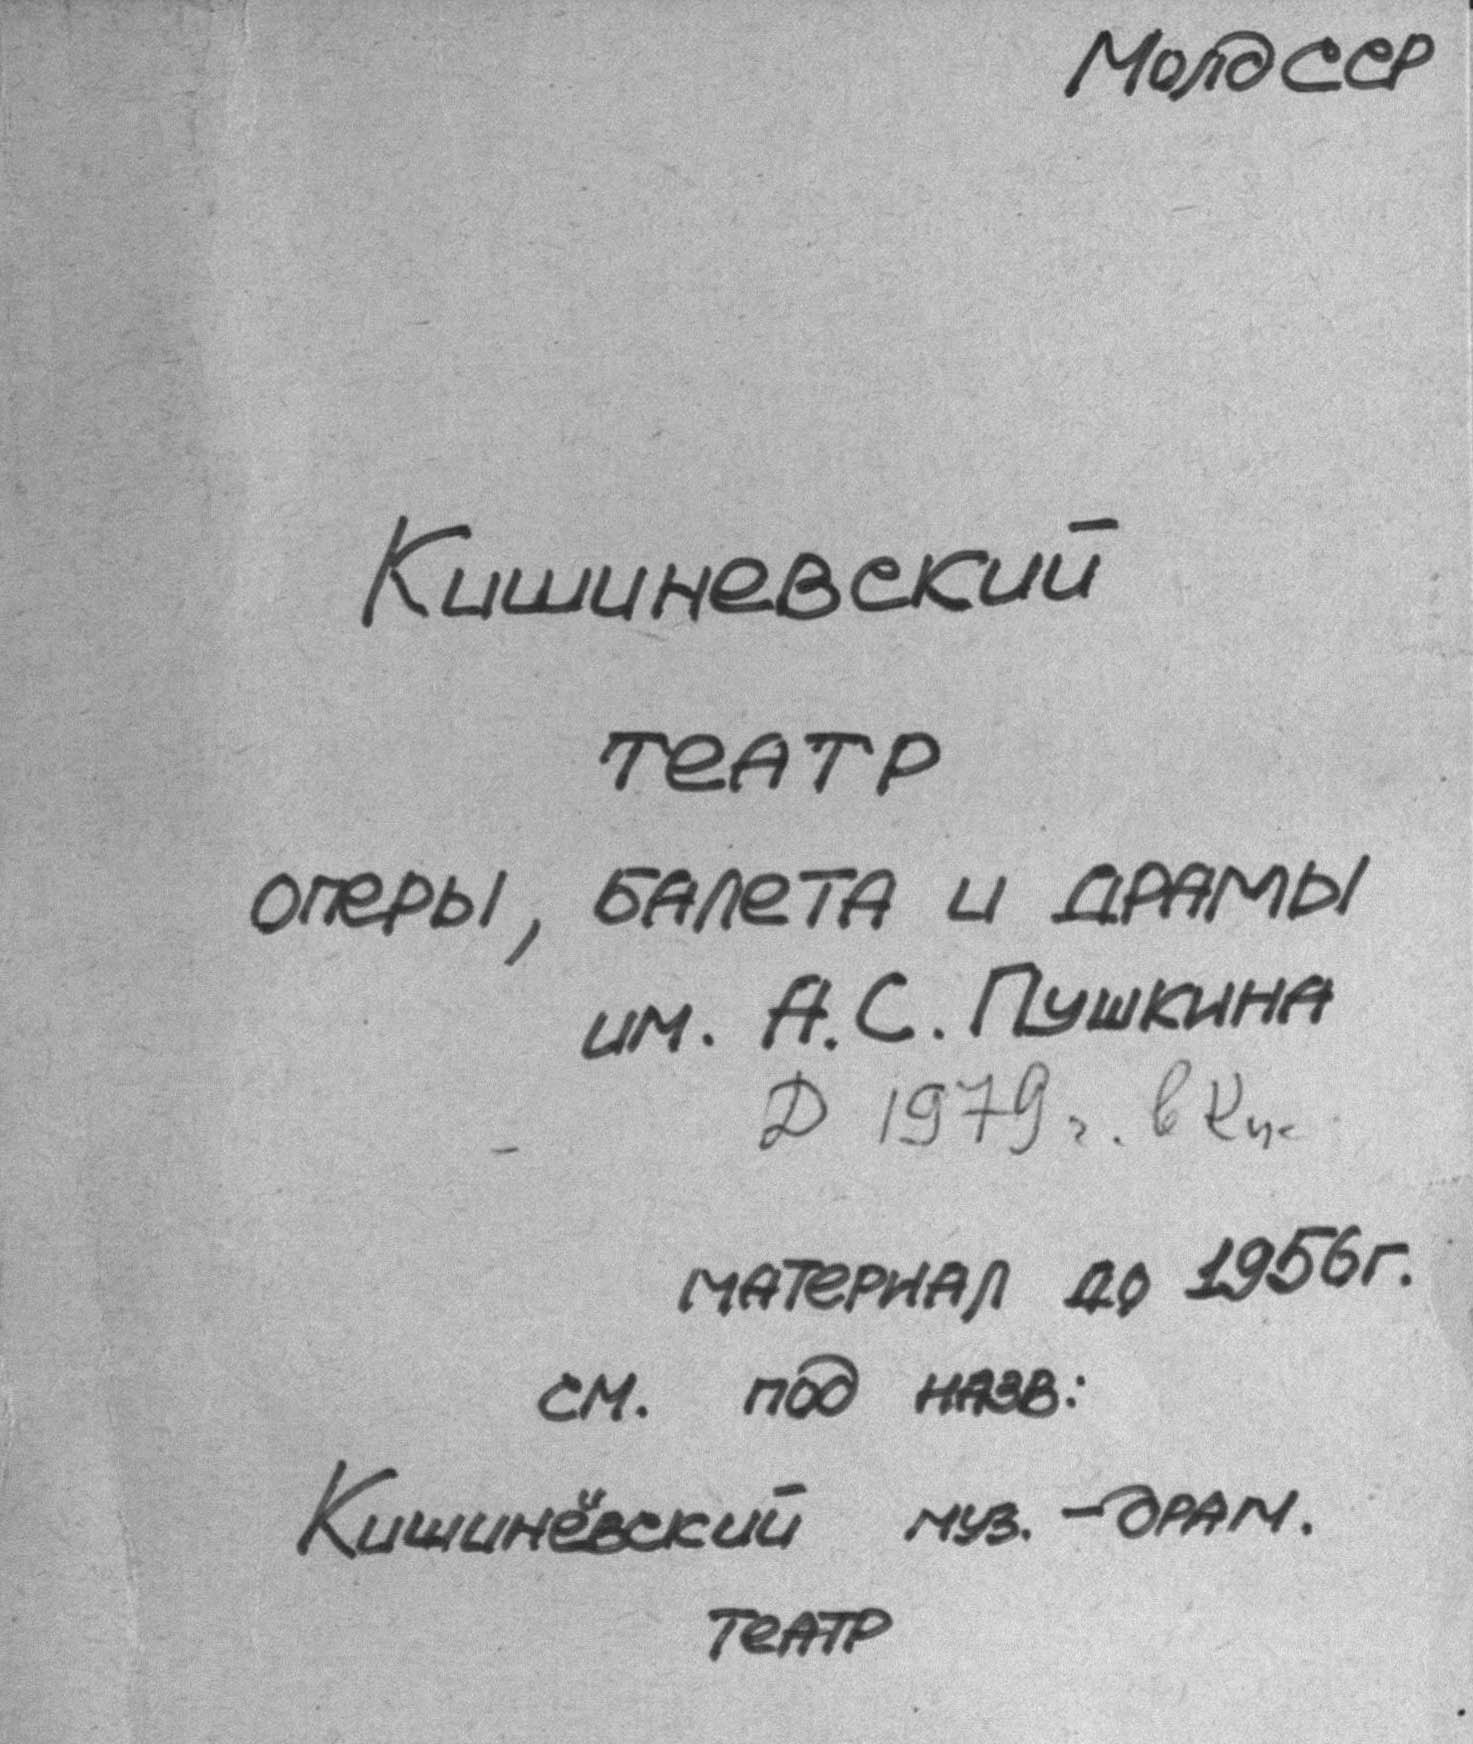 МолдССР
Кишиневский
театр
оперы, балета и драмы
им. А.С. Пушкина
Д 1979 г. в
материал до 1956г.
см. под назв:
Кишинёвский муз.-драм.
театр